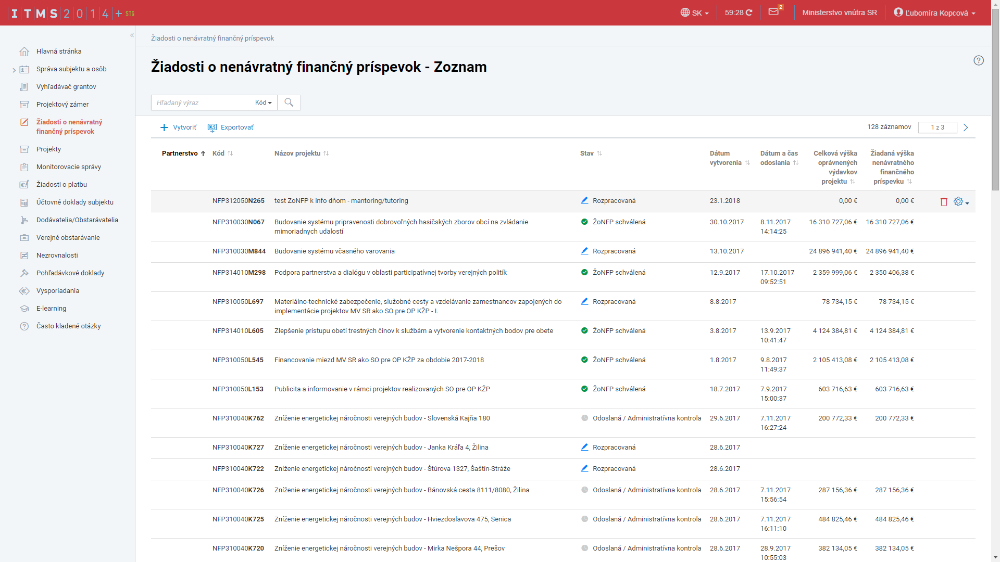 ITMS2014+ STG
SK
59:28
2
Ministerstvo vnútra SR
Ľubomíra Kopcová
Hlavná stránka
Správa subjektu a osôb
Vyhľadávač grantov
Projektový zámer
Žiadosti o nenávratný
finančný príspevok
Projekty
Monitorovacie správy
Žiadosti o platbu
Účtovné doklady subjektu
Dodávatelia/Obstarávatelia
Verejné obstarávanie
Nezrovnalosti
Pohľadávkové doklady
Vysporiadania
E-learning
Často kladené otázky
Žiadosti o nenávratný finančný príspevok
Žiadosti o nenávratný finančný príspevok - Zoznam
Hľadaný výraz Kód
Vytvoriť XLS Exportovať 128 záznamov 1 z 3
Partnerstvo Kód Názov projektu Stav Dátum Dátum a čas Celková výška Žiadaná výška
vytvorenia odoslania oprávnených nenávratného
výdavkov finančného
projektu príspevku
NFP312050N265 test ZoNFP k info dňom - mantoring/tutoring Rozpracovaná 23.1.2018 0,00 € 0,00 €
NFP310030N067 Budovanie systému pripravenosti dobrovoľných hasičských zborov obcí na zvládanie ŽoNFP schválená 30.10.2017 8.11.2017 16 310 727,06 € 16 310 727,06 €
mimoriadnych udalostí 14:14:25
NFP310030M844 Budovanie systému včasného varovania Rozpracovaná 13.10.2017 24 896 941,40 € 24 896 941,40 €
NFP314010M298 Podpora partnerstva a dialógu v oblasti participatívnej tvorby verejných politík ŽoNFP schválená 12.9.2017 17.10.2017 2 359 999,06 € 2 350 406,38 €
09:52:51
NFP310050L697 Materiálno-technické zabezpečenie, služobné cesty a vzdelávanie zamestnancov zapojených do Rozpracovaná 8.8.2017 78 734,15 € 78 734,15 €
implementácie projektov MV SR ako SO pre OP KŽP - I.
NFP314010L605 Zlepšenie prístupu obetí trestných činov k službám a vytvorenie kontaktných bodov pre obete ŽoNFP schválená 3.8.2017 13.9.2017 4 124 384,81 € 4 124 384,81 €
10:41:47
NFP310050L545 Financovanie miezd MV SR ako SO pre OP KŽP za obdobie 2017-2018 ŽoNFP schválená 1.8.2017 9.8.2017 2 105 413,08 € 2 105 413,08 €
11:49:37
NFP310050L153 Publicita a informovanie v rámci projektov realizovaných SO pre OP KŽP ŽoNFP schválená 18.7.2017 7.9.2017 603 716,63 € 603 716,63 €
15:00:37
NFP310040K762 Zníženie energetickej náročnosti verejných budov - Slovenská Kajňa 180 Odoslaná / Administratívna kontrola 29.6.2017 7.11.2017 200 772,33 € 200 772,33 €
16:27:24
NFP310040K727 Zníženie energetickej náročnosti verejných budov - Janka Kráľa 4, Žilina Rozpracovaná 28.6.2017
NFP310040K722 Zníženie energetickej náročnosti verejných budov - Štúrova 1327, Šaštín-Stráže Rozpracovaná 28.6.2017
NFP310040K726 Zníženie energetickej náročnosti verejných budov - Bánovská cesta 8111/8080, Žilina Odoslaná / Administratívna kontrola 28.6.2017 7.11.2017 287 156,36 € 287 156,36 €
15:56:54
NFP310040K725 Zníženie energetickej náročnosti verejných budov - Hviezdoslavova 475, Senica Odoslaná / Administratívna kontrola 28.6.2017 7.11.2017 484 825,46 € 484 825,46 €
16:11:10
NFP310040K720 Zníženie energetickej náročnosti verejných budov - Mirka Nešpora 44, Prešov Odoslaná / Administratívna kontrola 28.6.2017 28.9.2017 382 134,05 € 382 134,05 €
10:55:03